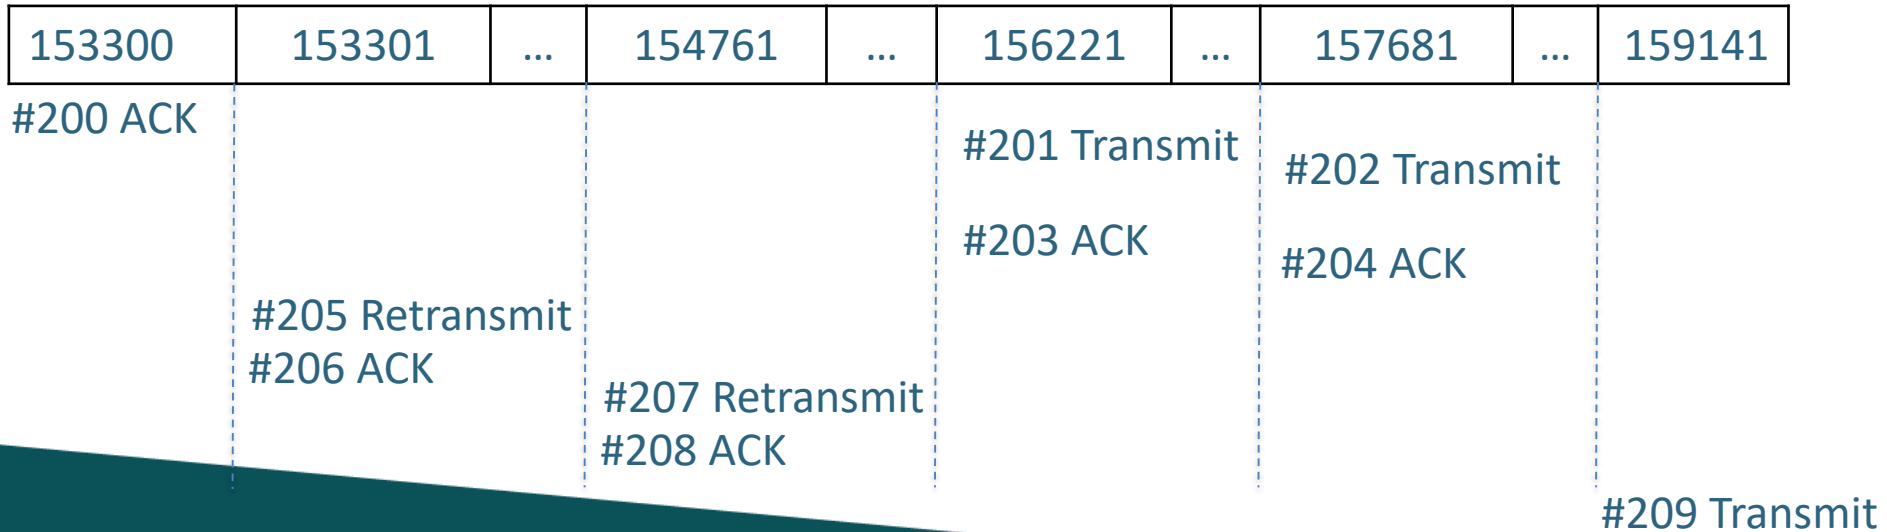 153300 153301 ... 154761 ... 156221 ... 157681 ... 159141
#200 ACK
#201 Transmit
#202 Transmit
#203 ACK
#204 ACK
#205 Retransmit
#206 ACK
#207 Retransmit
#208 ACK
#209 Transmit